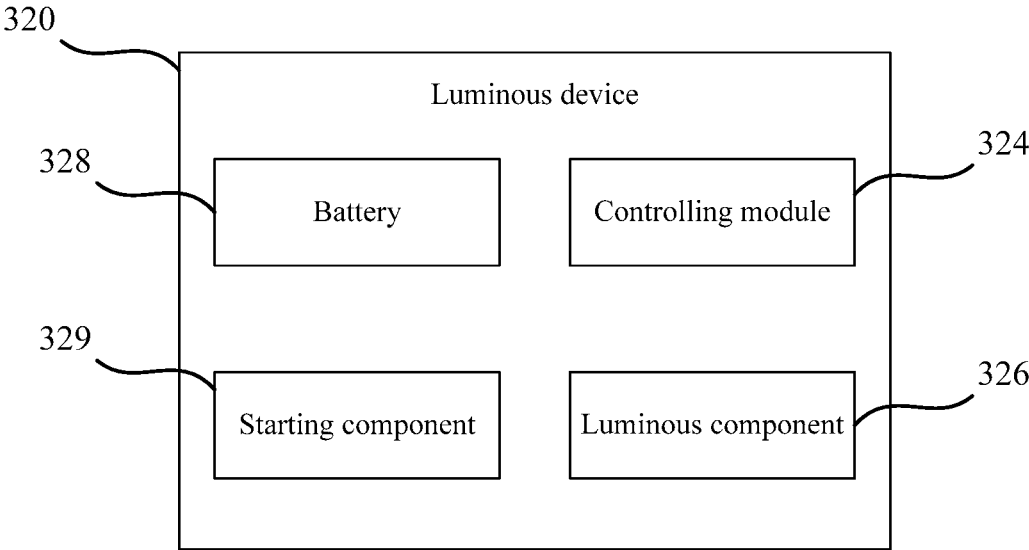 320
Luminous device
328
324
Battery
Controlling module
329
326
Starting component
Luminous component